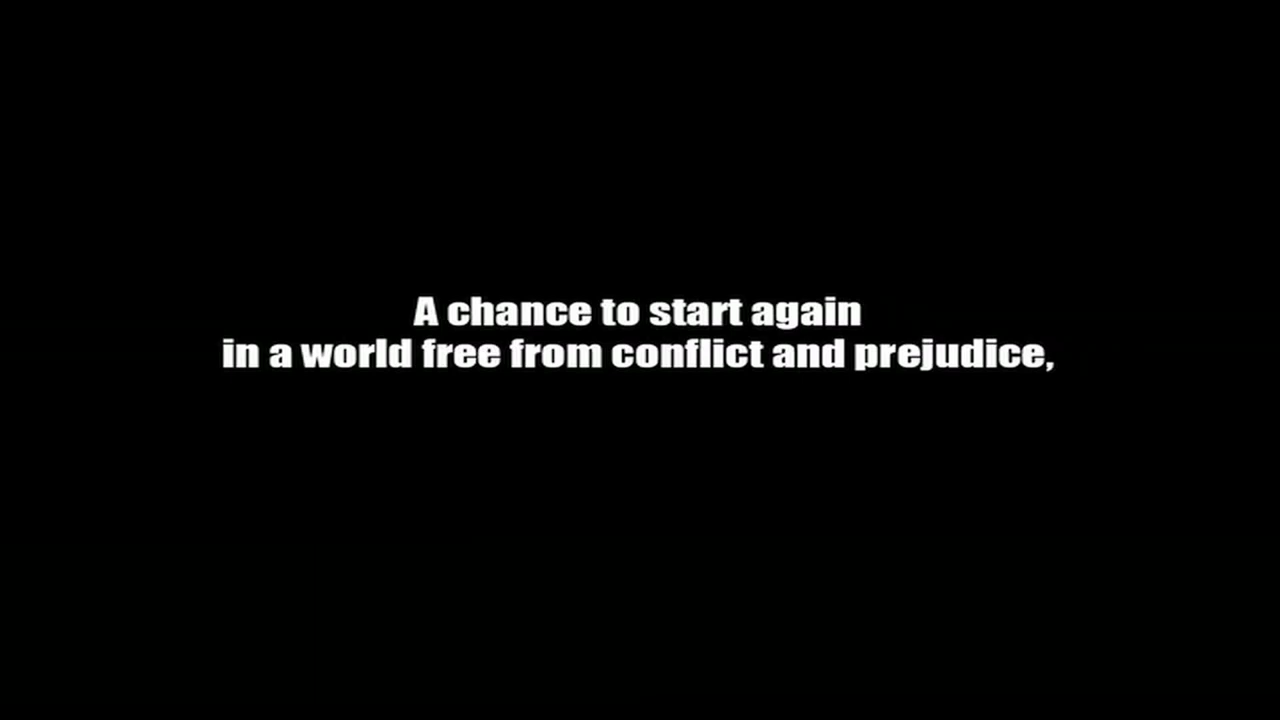 A chance to start again
in a world free from conflict and prejudice,